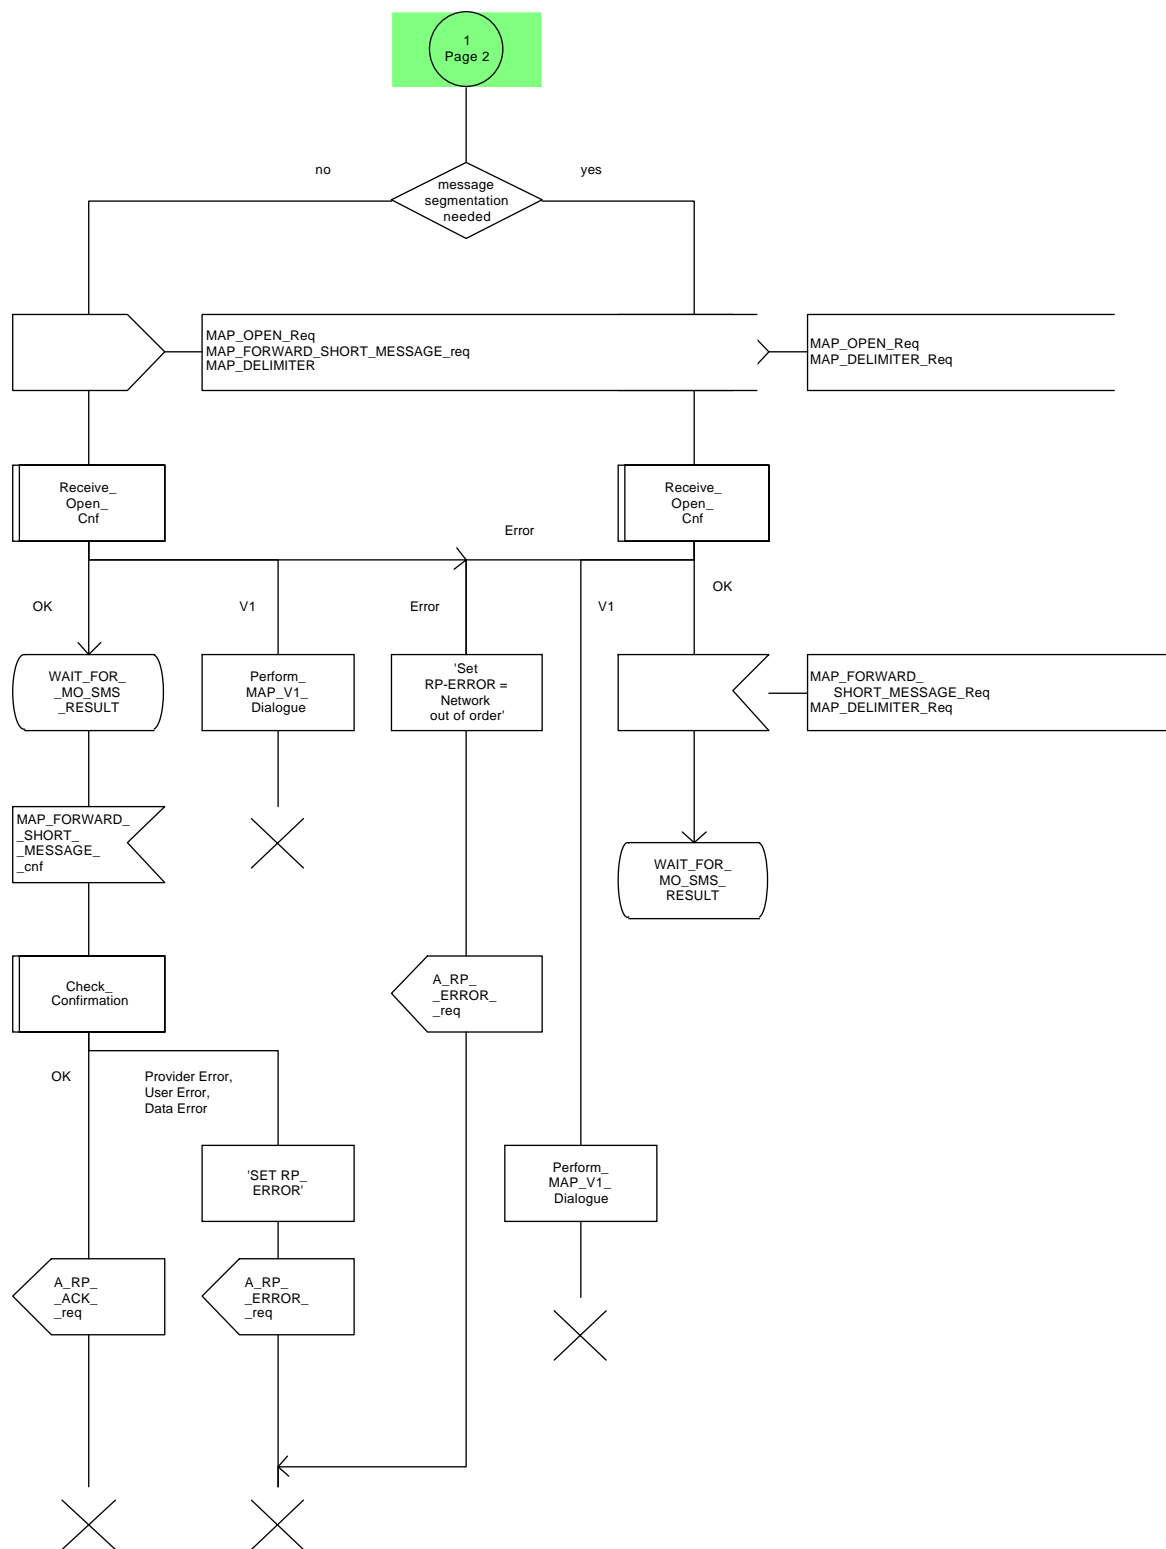 1
Page 2
no
yes
message
segmentation
needed
MAP_OPEN_Req
MAP_FORWARD_SHORT_MESSAGE_req
MAP_DELIMITER
MAP_OPEN_Req
MAP_DELIMITER_Req
Receive_
Open_
Cnf
Receive_
Open_
Cnf
Error
OK
V1
Error
V1
OK
WAIT_FOR_
_MO_SMS
_RESULT
Perform_
MAP_V1_
Dialogue
'Set
RP-ERROR =
Network
out of order'
MAP_FORWARD_
SHORT_MESSAGE_Req
MAP_DELIMITER_Req
MAP_FORWARD_
_SHORT_
_MESSAGE_
_cnf
WAIT_FOR_
MO_SMS_
RESULT
Check_
Confirmation
A_RP_
_ERROR_
_req
OK
Provider Error,
User Error,
Data Error
'SET RP_
ERROR'
Perform_
MAP_V1_
Dialogue
A_RP_
_ACK_
_req
A_RP_
_ERROR_
_req